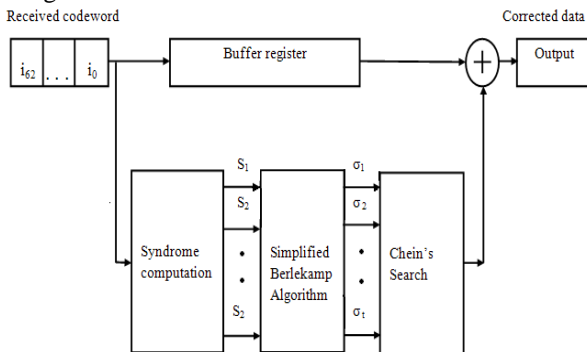 Received codeword
Corrected data
i62 . . . i0
Buffer register
+
Output
S1
S2
S2
Syndrome
computation
Simplified
Berlekamp
Algorithm
σ1
σ2
σt
Chein's
Search